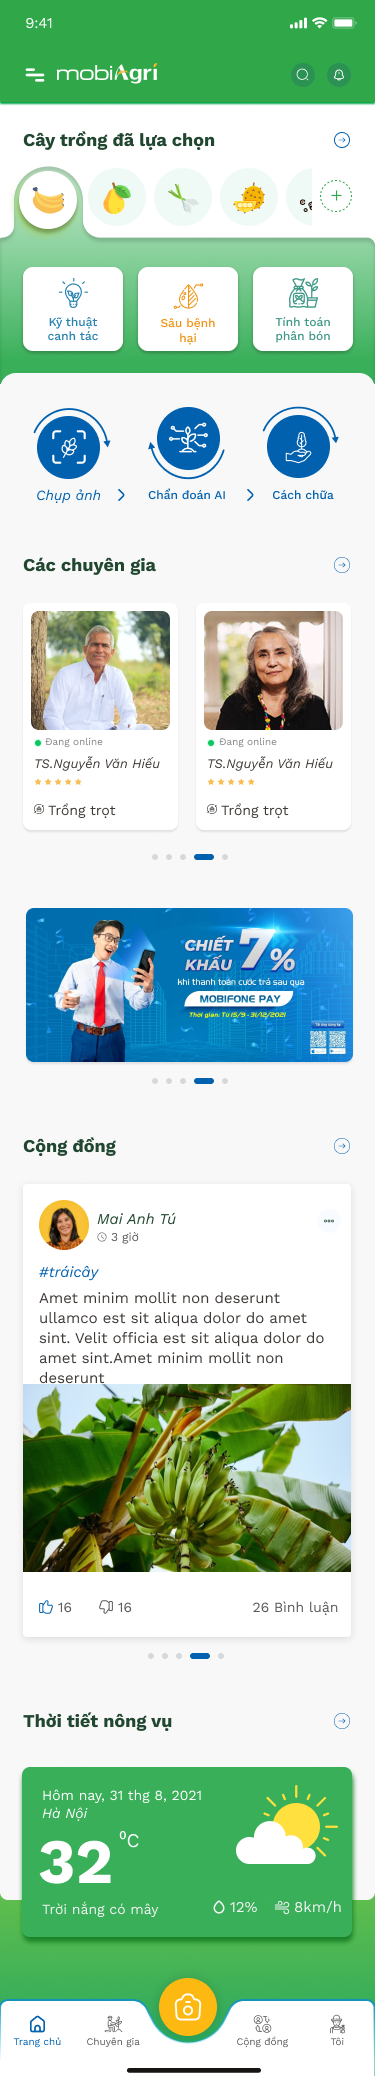 9:41
mobiAgri
Cây trồng đã lựa chọn
Kỹ thuật
canh tác
Sâu bệnh
hại
Tính toán
phân bón
Chụp ảnh
Chẩn đoán AI
Cách chữa
Các chuyên gia
Đang online
TS.Nguyễn Văn Hiếu
Trồng trọt
Đang online
TS.Nguyễn Văn Hiếu
Trồng trọt
CHIẾT
KHẤU 7%
khi thanh toán cước trả sau qua
MOBIFONE PAY
Thời gian: Từ 15/9 - 31/12/2021
Cộng đồng
Mai Anh Tú
3 giờ
#tráicây
Amet minim mollit non deserunt
ullamco est sit aliqua dolor do amet
sint. Velit officia est sit aliqua dolor do
amet sint.Amet minim mollit non
deserunt
16
16
26 Bình luận
Thời tiết nông vụ
Hôm nay, 31 thg 8, 2021
Hà Nội
32 °C
Trời nắng có mây
12%
8km/h
Trang chủ
Chuyên gia
Cộng đồng
Tôi